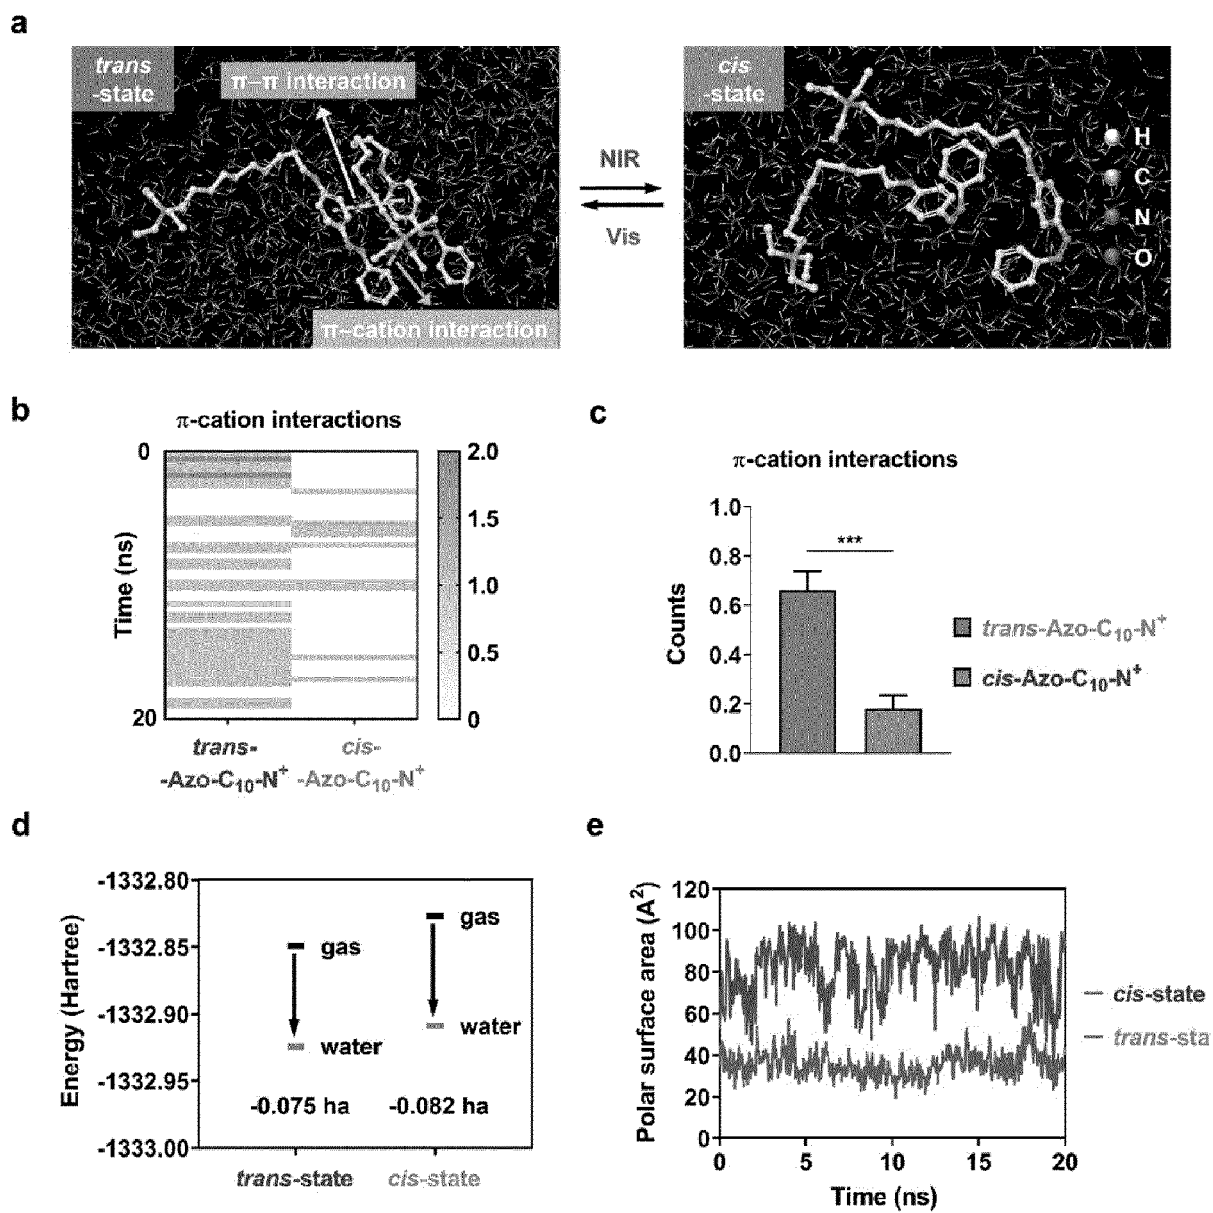 a
trans
-state
π–π interaction
π–cation interaction
NIR
Vis
cis
-state
H
C
N
O
b
π-cation interactions
0
20
Time (ns)
2.0
1.5
1.0
0.5
0
trans-
-Azo-C₁₀-N⁺
cis-
-Azo-C₁₀-N⁺
c
π-cation interactions
1.0
0.8
0.6
0.4
0.2
0.0
Counts
***
trans-Azo-C₁₀-N⁺
cis-Azo-C₁₀-N⁺
d
-1332.80
-1332.85
-1332.90
-1332.95
-1333.00
Energy (Hartree)
gas
water
gas
water
-0.075 ha
-0.082 ha
trans-state
cis-state
e
120
100
80
60
40
20
0
Polar surface area (A²)
0
5
10
15
20
Time (ns)
cis-state
trans-sta